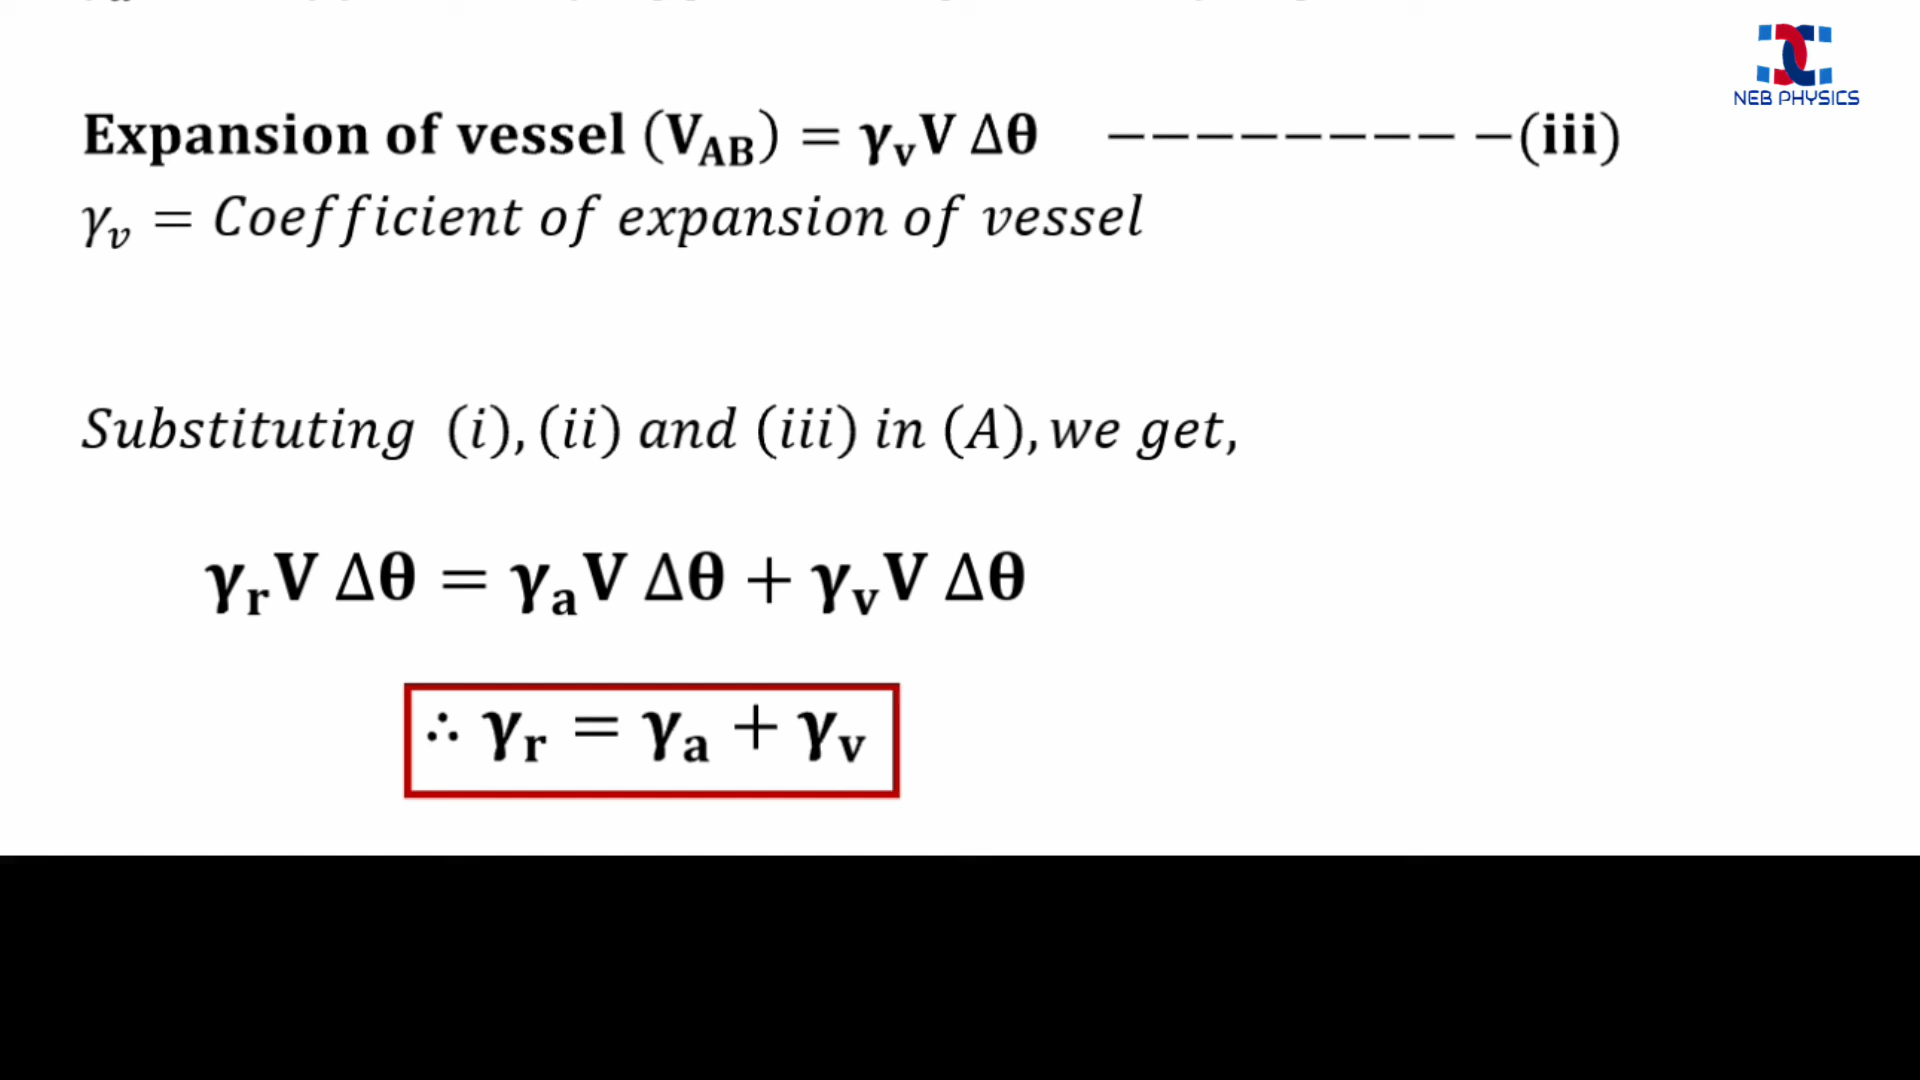 NEB PHYSICS
Expansion of vessel (V_AB) = γ_v V Δθ − − − − − − − − −(iii)
γ_v = Coefficient of expansion of vessel
Substituting (i), (ii) and (iii) in (A), we get,
γ_r V Δθ = γ_a V Δθ + γ_v V Δθ
∴ γ_r = γ_a + γ_v